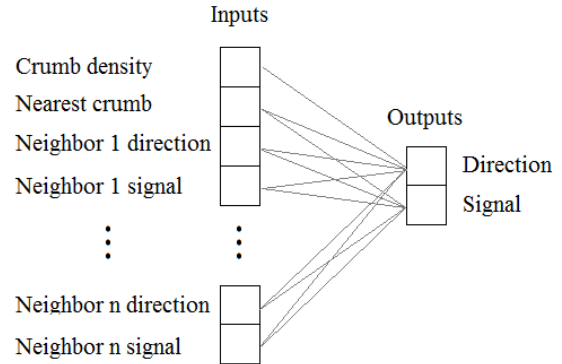 Inputs
Crumb density
Nearest crumb
Neighbor 1 direction
Neighbor 1 signal
Neighbor n direction
Neighbor n signal
Outputs
Direction
Signal